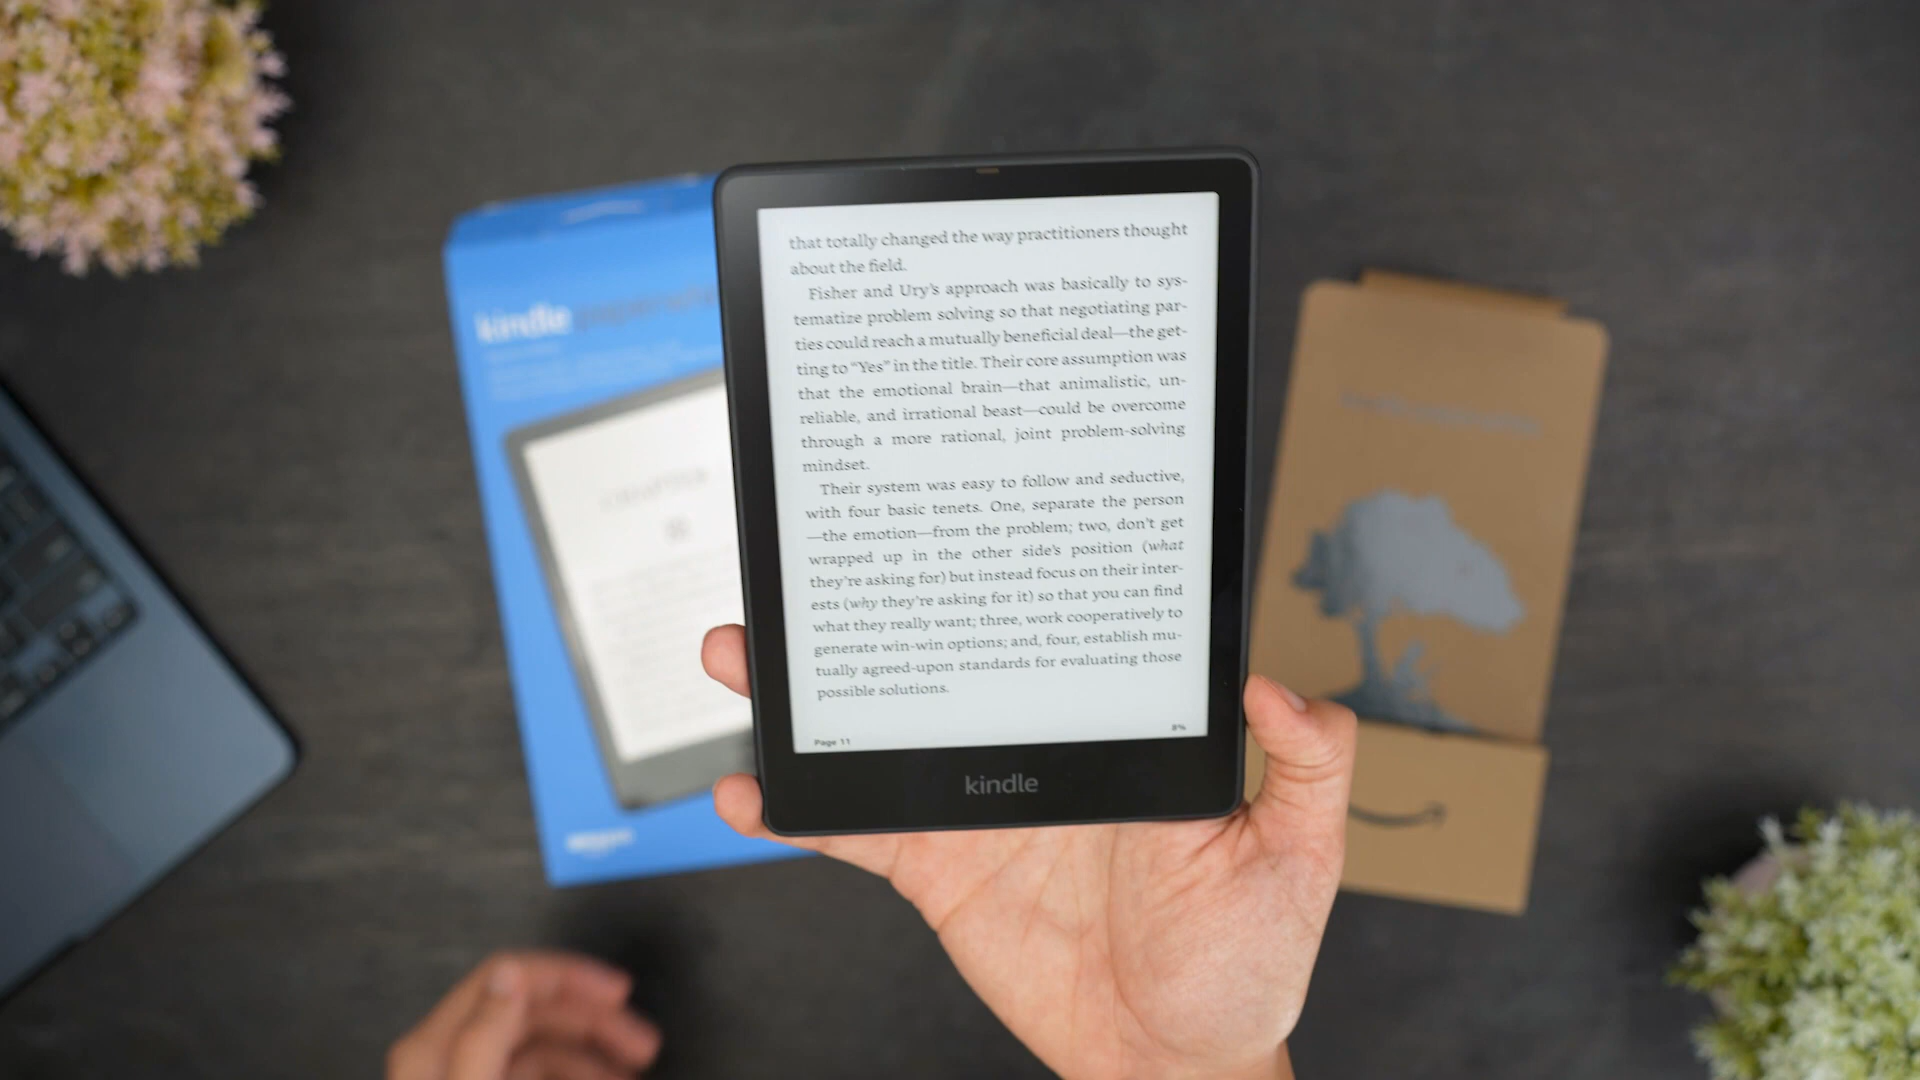 that totally changed the way practitioners thought
about the field.
Fisher and Ury's approach was basically to sys-
tematize problem solving so that negotiating par-
ties could reach a mutually beneficial deal—the get-
ting to “Yes” in the title. Their core assumption was
that the emotional brain—that animalistic, un-
reliable, and irrational beast—could be overcome
through a more rational, joint problem-solving
mindset.
Their system was easy to follow and seductive,
with four basic tenets. One, separate the person
—the emotion—from the problem; two, don't get
wrapped up in the other side's position (what
they're asking for) but instead focus on their inter-
ests (why they're asking for it) so that you can find
what they really want; three, work cooperatively to
generate win-win options; and, four, establish mu-
tually agreed-upon standards for evaluating those
possible solutions.
Page 11
8%
kindle
kindle paperwhite
amazon